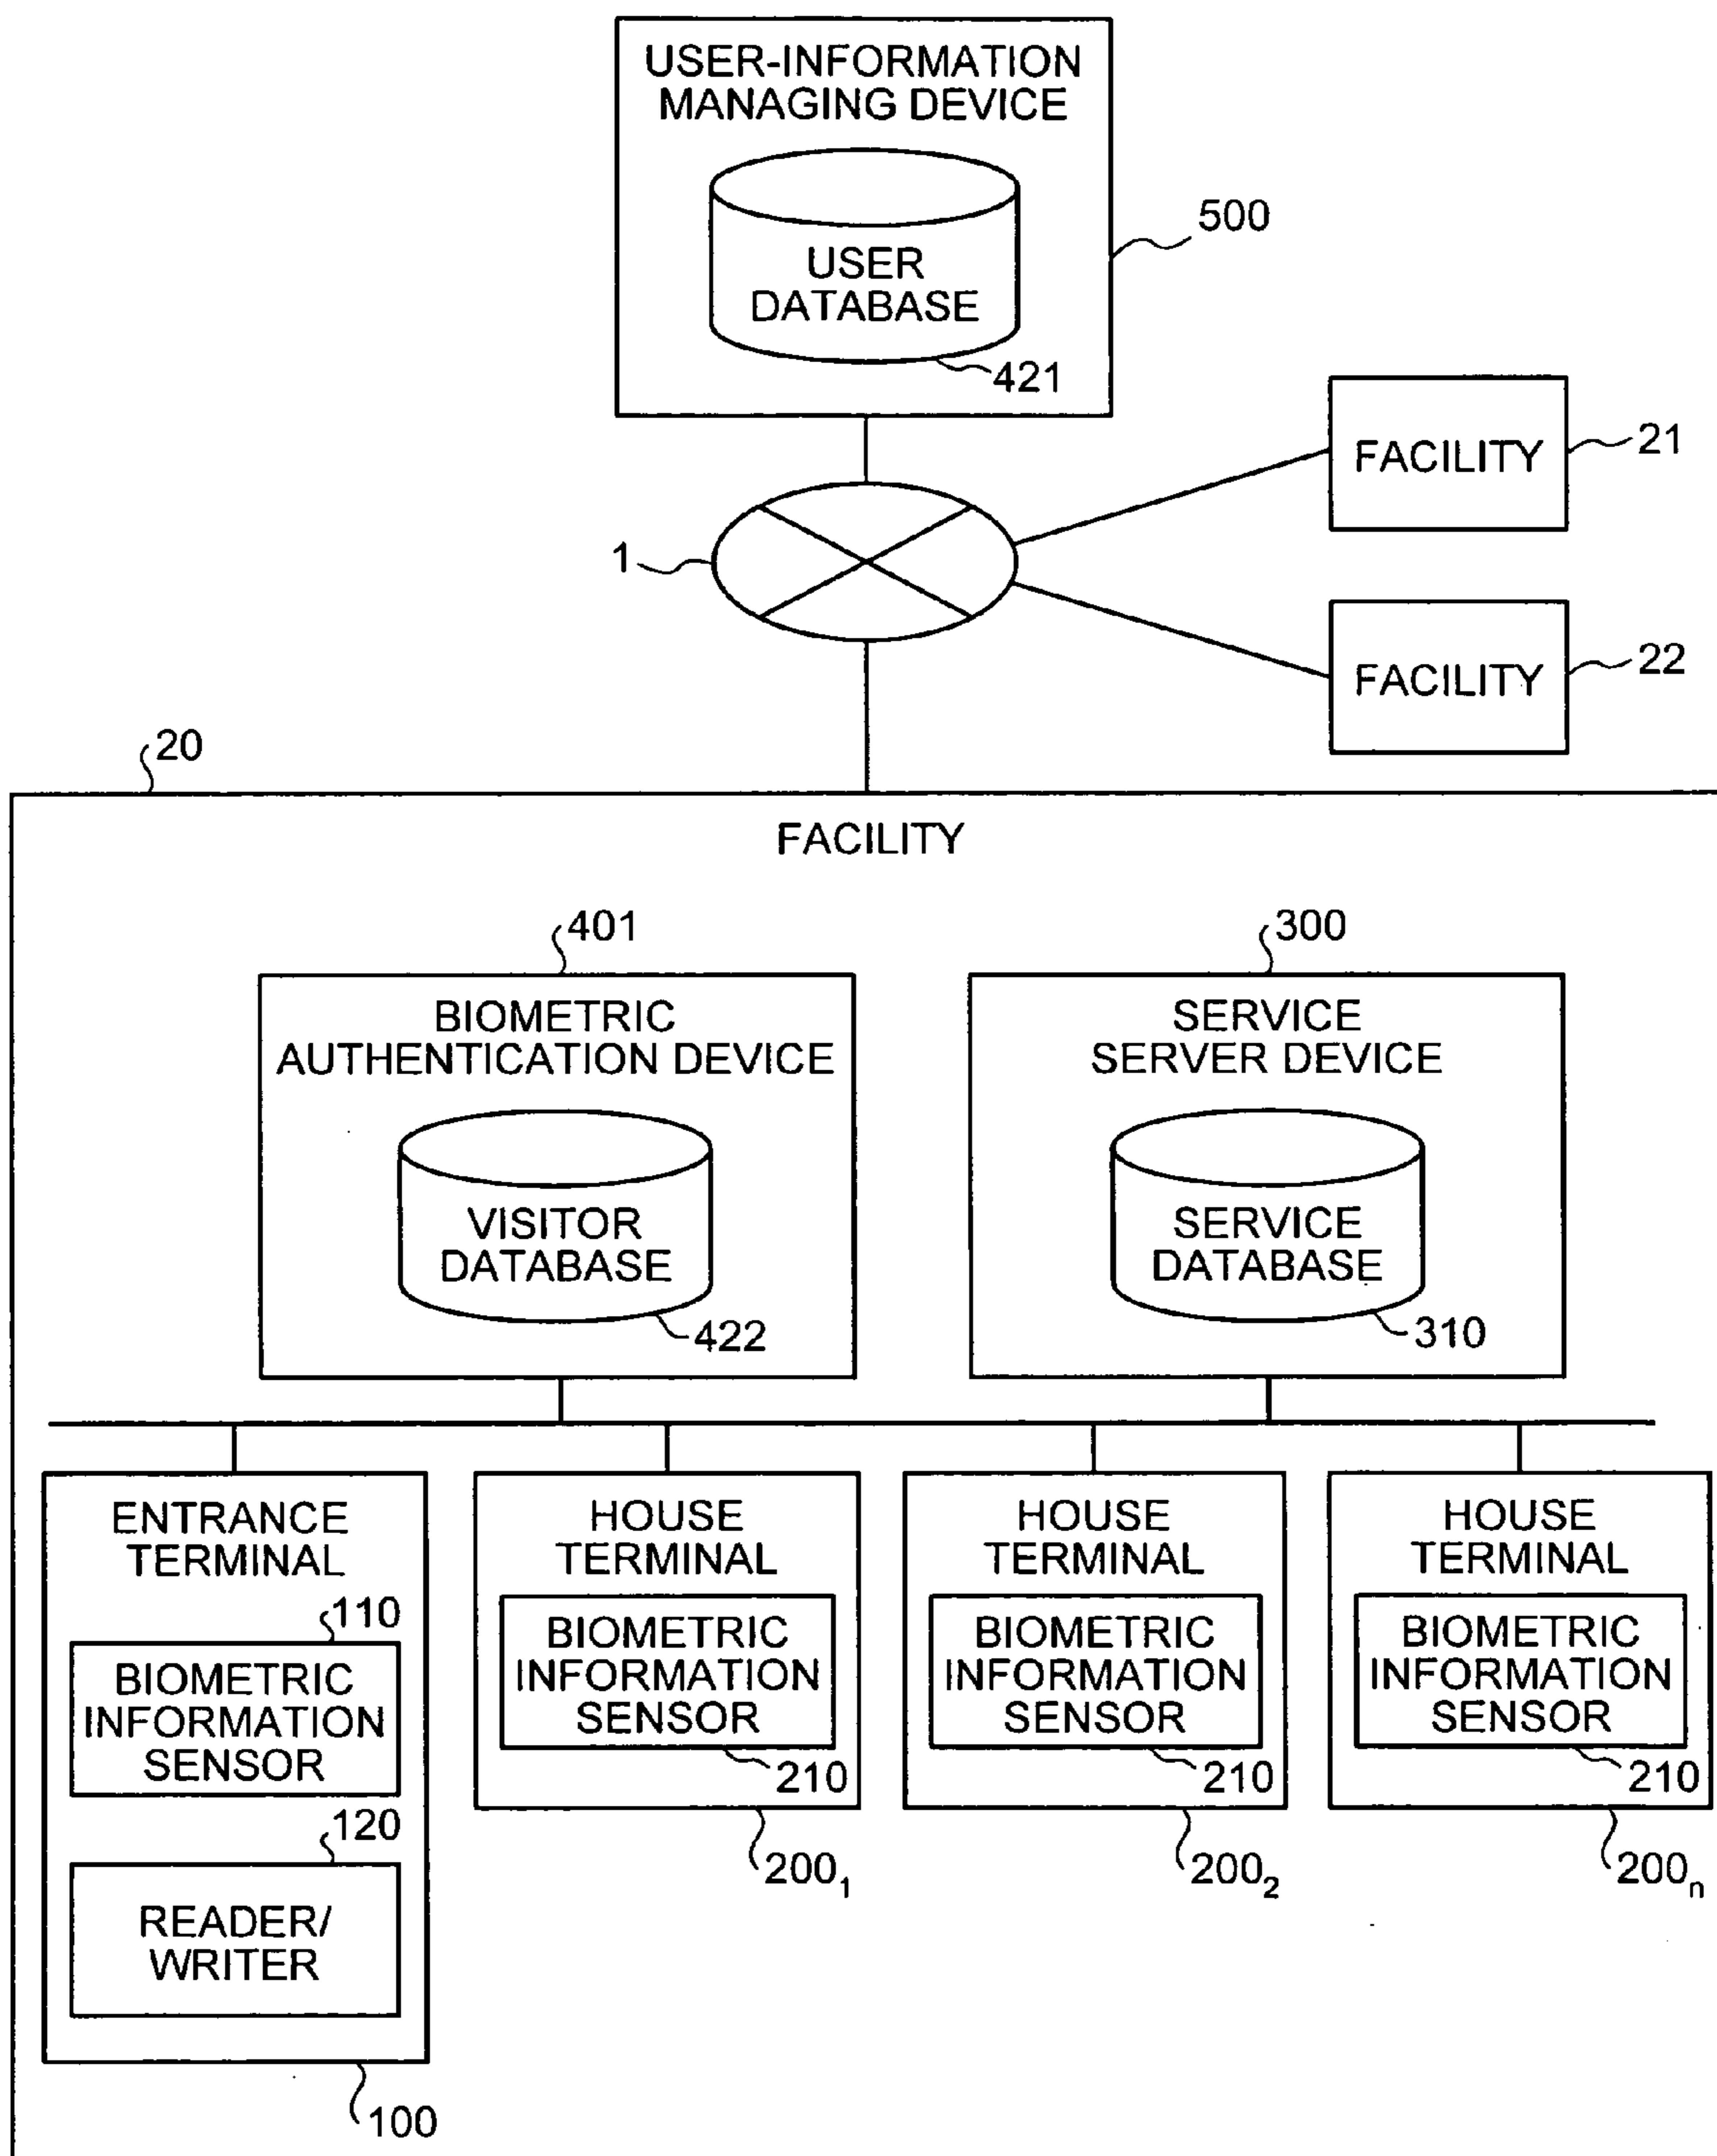 USER-INFORMATION
MANAGING DEVICE
500
USER
DATABASE
421
FACILITY
21
1
FACILITY
22
20
FACILITY
401
300
BIOMETRIC
AUTHENTICATION DEVICE
SERVICE
SERVER DEVICE
VISITOR
DATABASE
SERVICE
DATABASE
422
310
ENTRANCE
TERMINAL
HOUSE
TERMINAL
HOUSE
TERMINAL
HOUSE
TERMINAL
110
BIOMETRIC
INFORMATION
SENSOR
BIOMETRIC
INFORMATION
SENSOR
BIOMETRIC
INFORMATION
SENSOR
BIOMETRIC
INFORMATION
SENSOR
210
210
210
120
READER/
WRITER
200₁
200₂
200ₙ
100